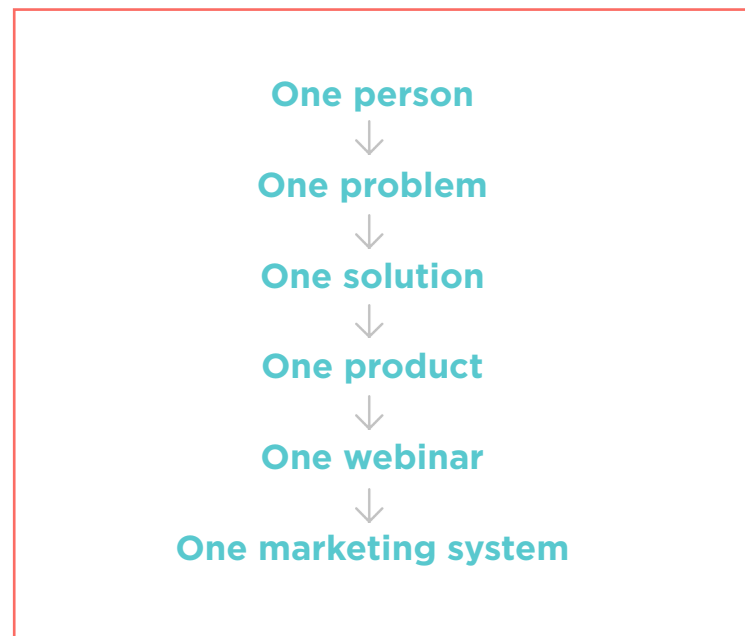 One person
One problem
One solution
One product
One webinar
One marketing system